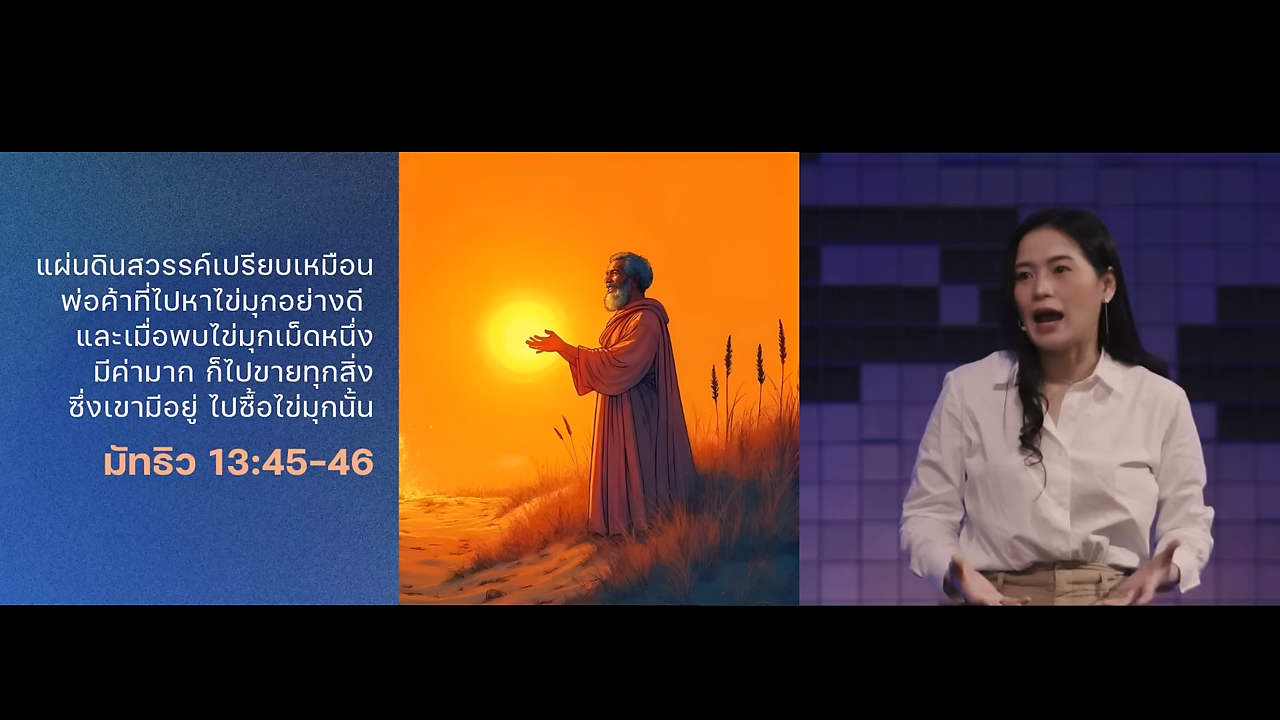 แผ่นดินสวรรค์เปรียบเหมือน
พ่อค้าที่ไปหาไข่มุกอย่างดี
และเมื่อพบไข่มุกเม็ดหนึ่ง
มีค่ามาก ก็ไปขายทุกสิ่ง
ซึ่งเขามีอยู่ ไปซื้อไข่มุกนั้น
มัทธิว 13:45-46